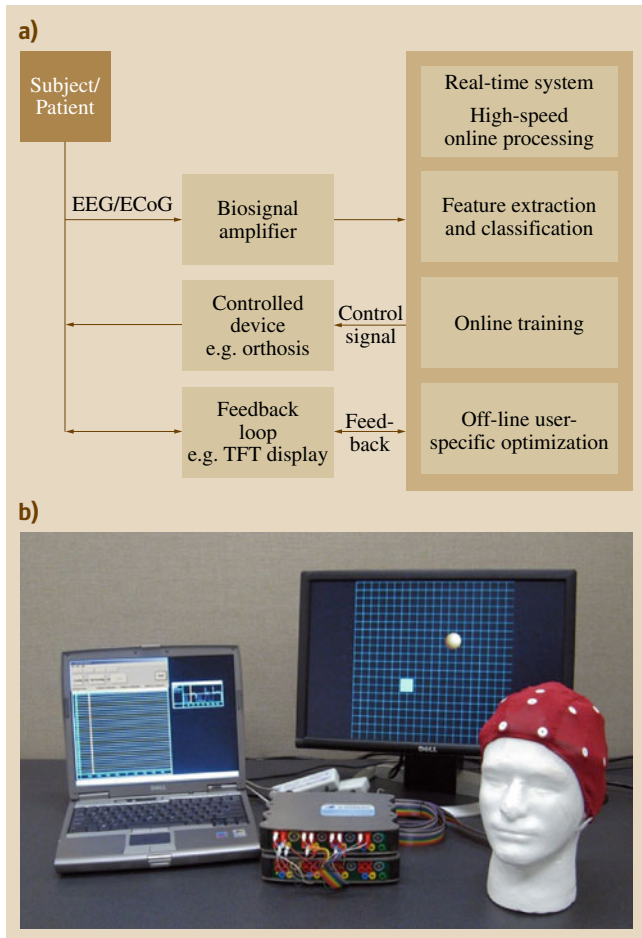 a)
Subject/
Patient
Real-time system
High-speed
online processing
EEG/ECoG
Biosignal
amplifier
Feature extraction
and classification
Controlled
device
e.g. orthosis
Control
signal
Online training
Feedback
loop
e.g. TFT display
Feed-
back
Off-line user-
specific optimization
b)
DELL
DELL